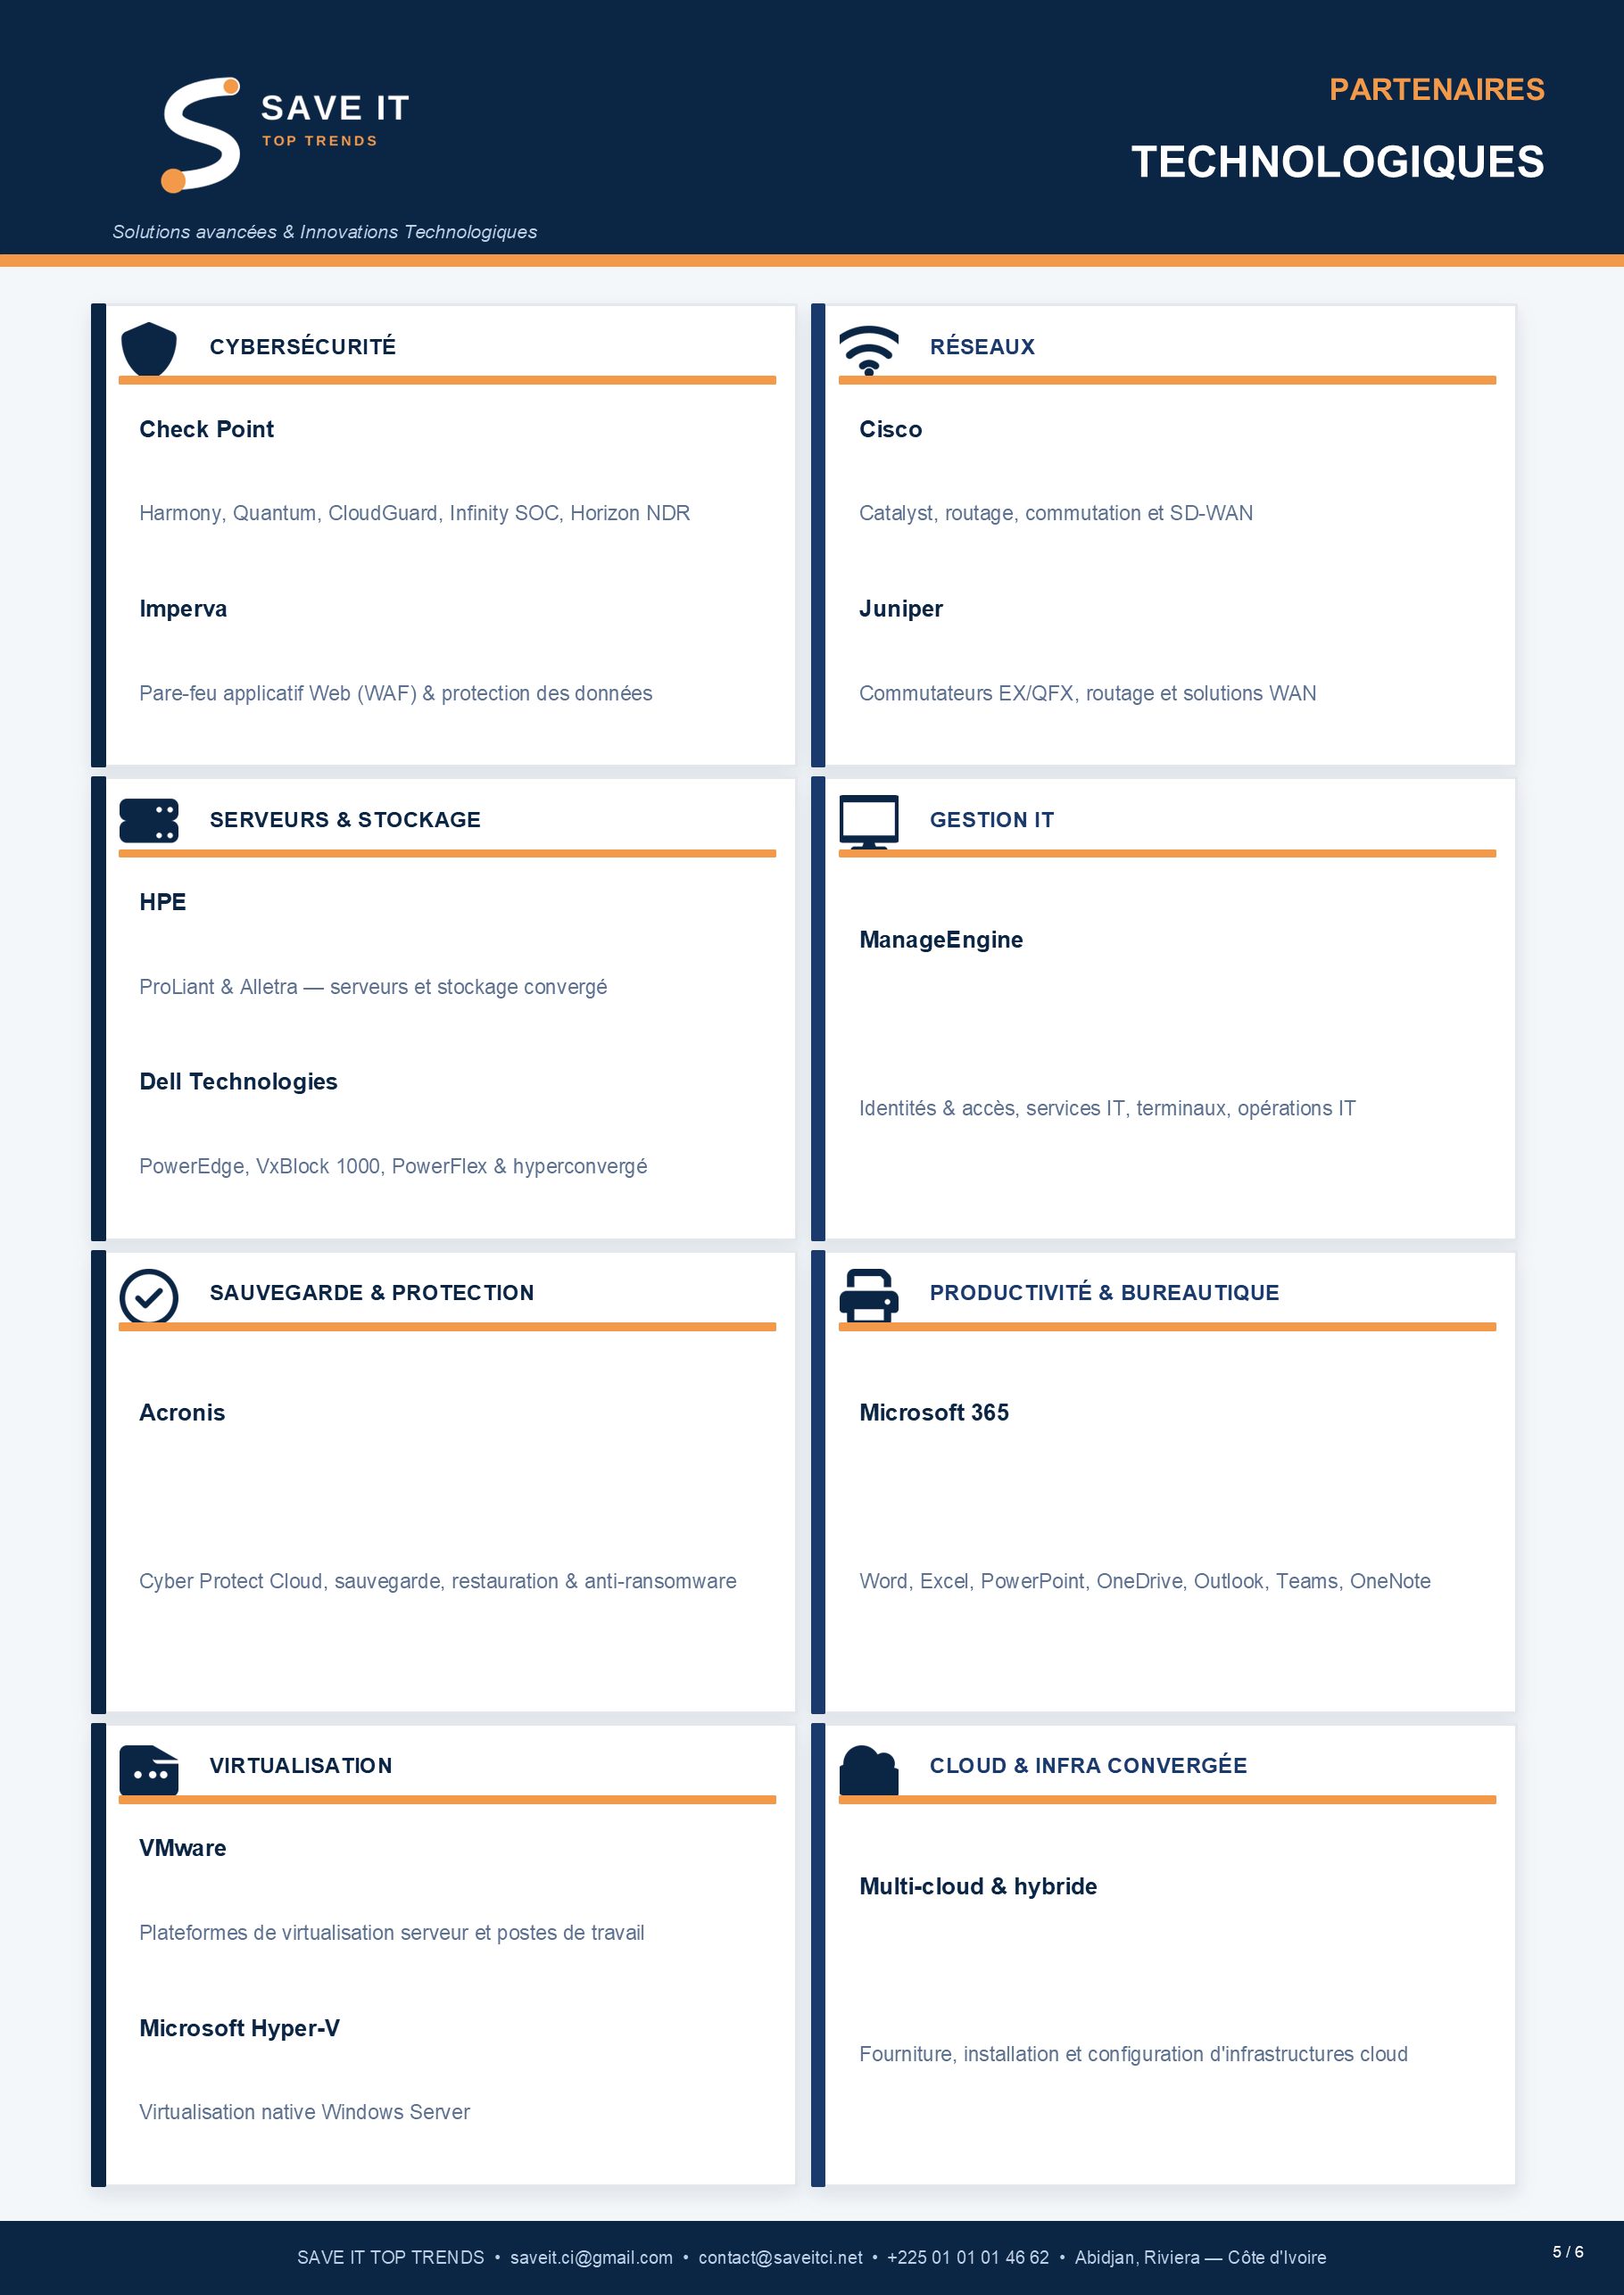 SAVE IT
TOP TRENDS
Solutions avancées & Innovations Technologiques
PARTENAIRES
TECHNOLOGIQUES
CYBERSÉCURITÉ
Check Point
Harmony, Quantum, CloudGuard, Infinity SOC, Horizon NDR
Imperva
Pare-feu applicatif Web (WAF) & protection des données
RÉSEAUX
Cisco
Catalyst, routage, commutation et SD-WAN
Juniper
Commutateurs EX/QFX, routage et solutions WAN
SERVEURS & STOCKAGE
HPE
ProLiant & Alletra — serveurs et stockage convergé
Dell Technologies
PowerEdge, VxBlock 1000, PowerFlex & hyperconvergé
GESTION IT
ManageEngine
Identités & accès, services IT, terminaux, opérations IT
SAUVEGARDE & PROTECTION
Acronis
Cyber Protect Cloud, sauvegarde, restauration & anti-ransomware
PRODUCTIVITÉ & BUREAUTIQUE
Microsoft 365
Word, Excel, PowerPoint, OneDrive, Outlook, Teams, OneNote
VIRTUALISATION
VMware
Plateformes de virtualisation serveur et postes de travail
Microsoft Hyper-V
Virtualisation native Windows Server
CLOUD & INFRA CONVERGÉE
Multi-cloud & hybride
Fourniture, installation et configuration d'infrastructures cloud
SAVE IT TOP TRENDS • saveit.ci@gmail.com • contact@saveitci.net • +225 01 01 01 46 62 • Abidjan, Riviera — Côte d'Ivoire
5 / 6